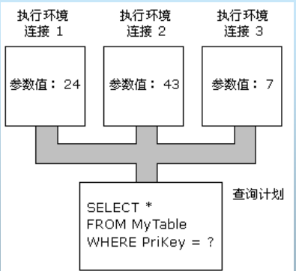 执行环境
连接 1
执行环境
连接 2
执行环境
连接 3
参数值：24
参数值：43
参数值：7
查询计划
SELECT *
FROM MyTable
WHERE PriKey = ?